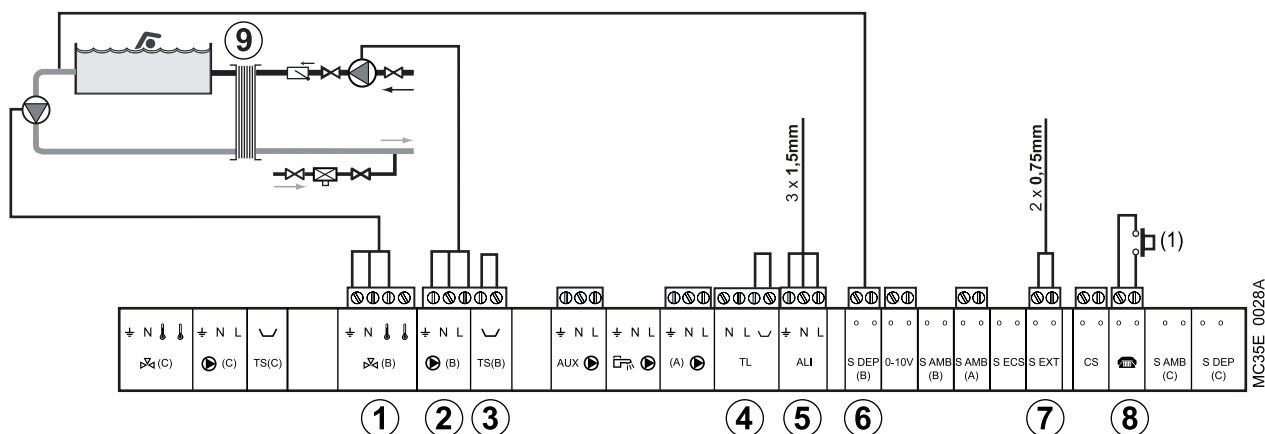 9
3 x 1,5mm
2 x 0,75mm
(1)
MC35E 0028A
N
(C)
N L
(C)
TS(C)
N
(B)
N L
(B)
TS(B)
N L
AUX
N L
N L
(A)
N L
TL
N L
ALI
S DEP
(B)
0-10V
S AMB
(B)
S AMB
(A)
S ECS
S EXT
CS
S AMB
(C)
S DEP
(C)
1
2
3
4
5
6
7
8